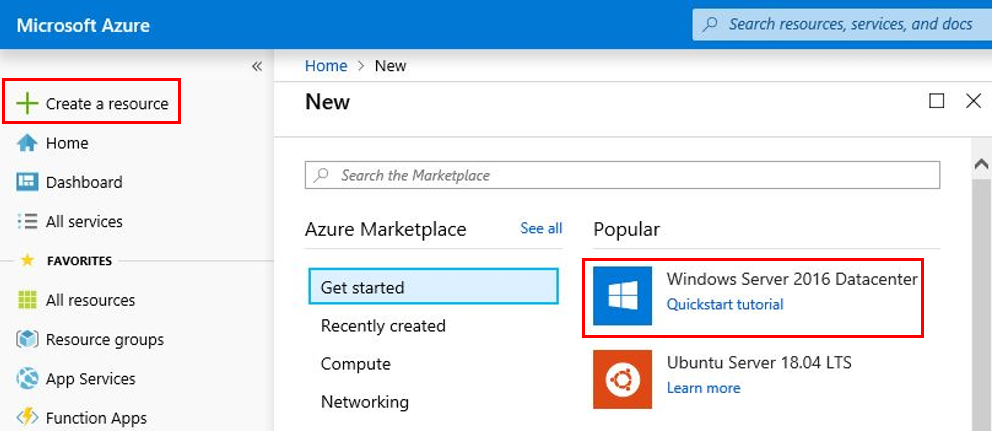 Microsoft Azure
Search resources, services, and docs
«
Create a resource
Home
Dashboard
All services
FAVORITES
All resources
Resource groups
App Services
Function Apps
Home > New
New
Search the Marketplace
Azure Marketplace
See all
Get started
Recently created
Compute
Networking
Popular
Windows Server 2016 Datacenter
Quickstart tutorial
Ubuntu Server 18.04 LTS
Learn more